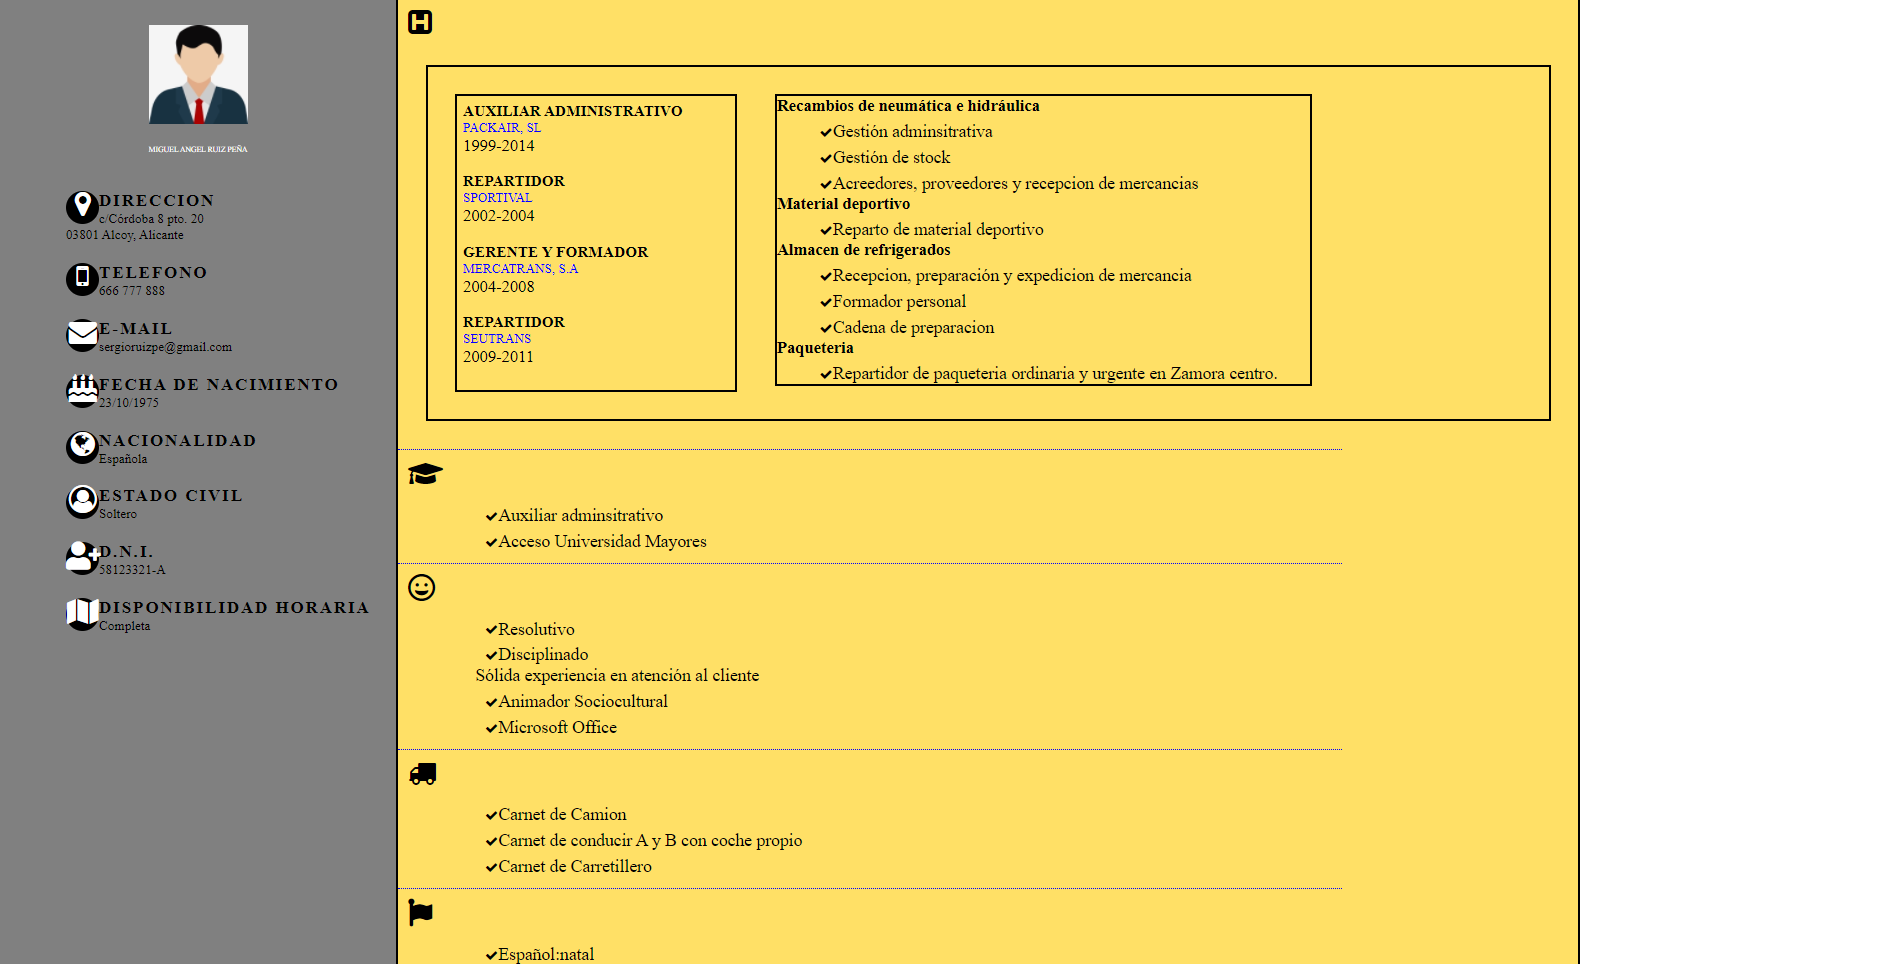 MIGUEL ANGEL RUIZ PEÑA
DIRECCION
c/Córdoba 8 pto. 20
03801 Alcoy, Alicante
TELEFONO
666 777 888
E-MAIL
sergioruizpe@gmail.com
FECHA DE NACIMIENTO
23/10/1975
NACIONALIDAD
Española
ESTADO CIVIL
Soltero
D.N.I.
58123321-A
DISPONIBILIDAD HORARIA
Completa
H
AUXILIAR ADMINISTRATIVO
PACKAIR, SL
1999-2014
REPARTIDOR
SPORTIVAL
2002-2004
GERENTE Y FORMADOR
MERCATRANS, S.A
2004-2008
REPARTIDOR
SEUTRANS
2009-2011
Recambios de neumática e hidráulica
Gestión adminsitrativa
Gestión de stock
Acreedores, proveedores y recepcion de mercancias
Material deportivo
Reparto de material deportivo
Almacen de refrigerados
Recepcion, preparación y expedicion de mercancia
Formador personal
Cadena de preparacion
Paqueteria
Repartidor de paqueteria ordinaria y urgente en Zamora centro.
Auxiliar adminsitrativo
Acceso Universidad Mayores
Resolutivo
Disciplinado
Sólida experiencia en atención al cliente
Animador Sociocultural
Microsoft Office
Carnet de Camion
Carnet de conducir A y B con coche propio
Carnet de Carretillero
Español:natal